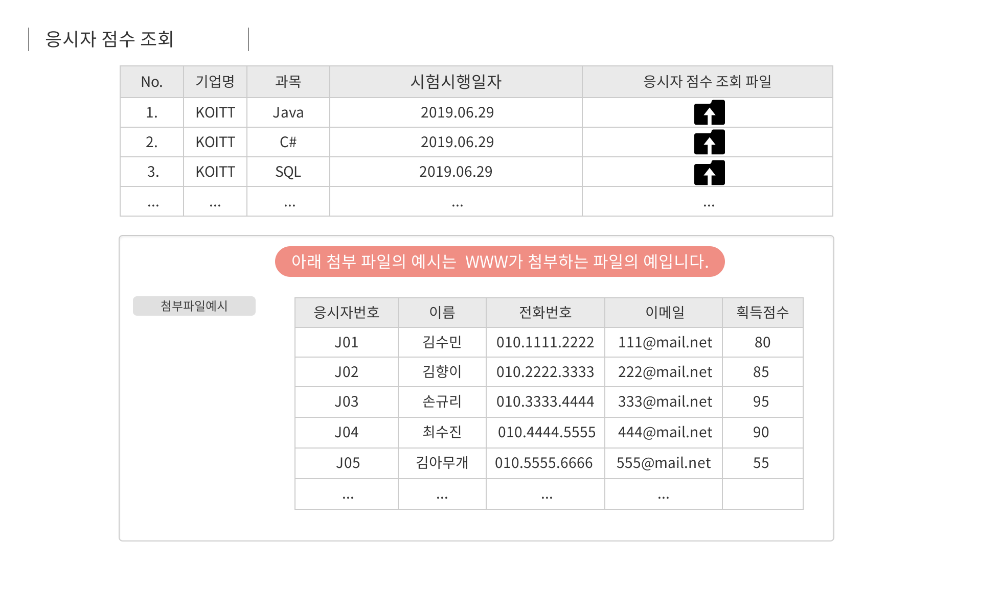 응시자 점수 조회
No. 기업명 과목 시험시행일자 응시자 점수 조회 파일
1. KOITT Java 2019.06.29
2. KOITT C# 2019.06.29
3. KOITT SQL 2019.06.29
... ... ... ... ...
아래 첨부 파일의 예시는 WWW가 첨부하는 파일의 예입니다.
첨부파일예시
응시자번호 이름 전화번호 이메일 획득점수
J01 김수민 010.1111.2222 111@mail.net 80
J02 김향이 010.2222.3333 222@mail.net 85
J03 손규리 010.3333.4444 333@mail.net 95
J04 최수진 010.4444.5555 444@mail.net 90
J05 김아무개 010.5555.6666 555@mail.net 55
... ... ... ...